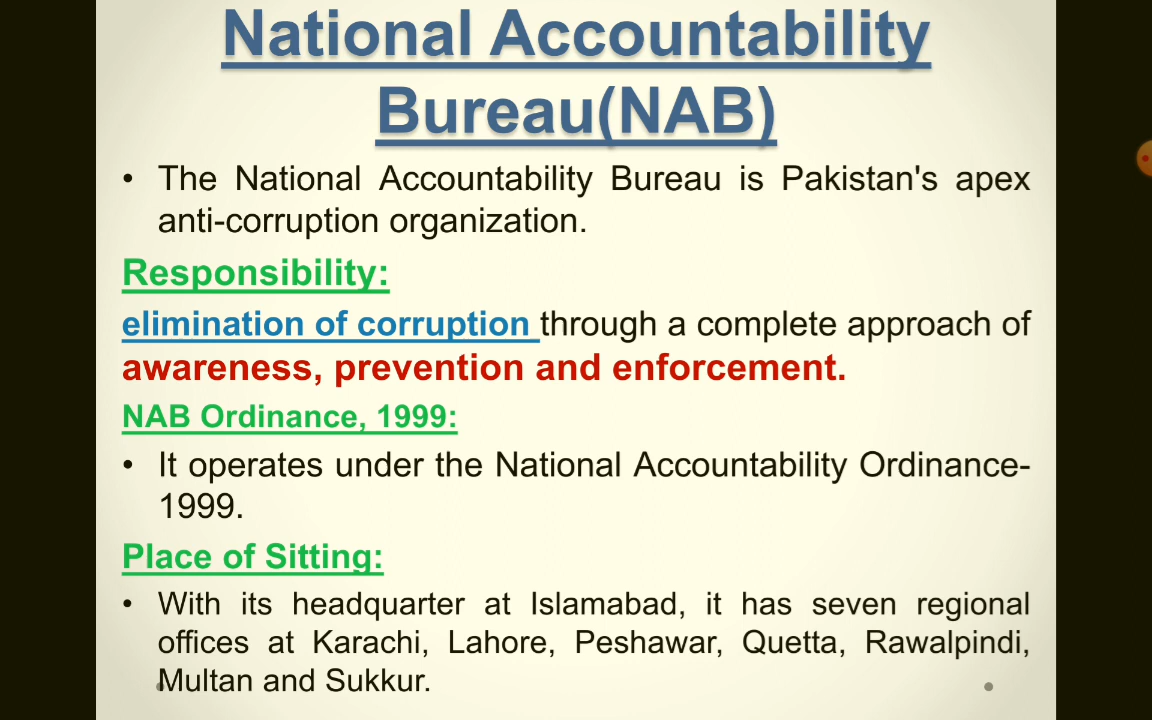 National Accountability
Bureau(NAB)
• The National Accountability Bureau is Pakistan's apex
anti-corruption organization.
Responsibility:
elimination of corruption through a complete approach of
awareness, prevention and enforcement.
NAB Ordinance, 1999:
• It operates under the National Accountability Ordinance-
1999.
Place of Sitting:
• With its headquarter at Islamabad, it has seven regional
offices at Karachi, Lahore, Peshawar, Quetta, Rawalpindi,
Multan and Sukkur.